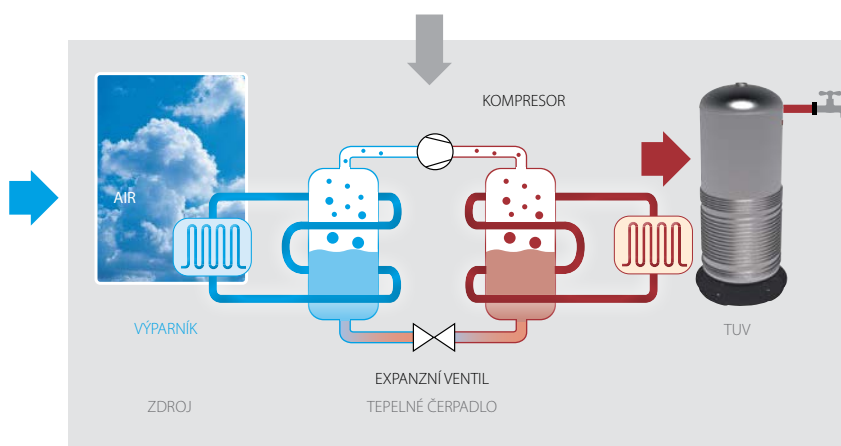 KOMPRESOR
AIR
VÝPARNÍK
TUV
EXPANZNÍ VENTIL
ZDROJ
TEPELNÉ ČERPADLO